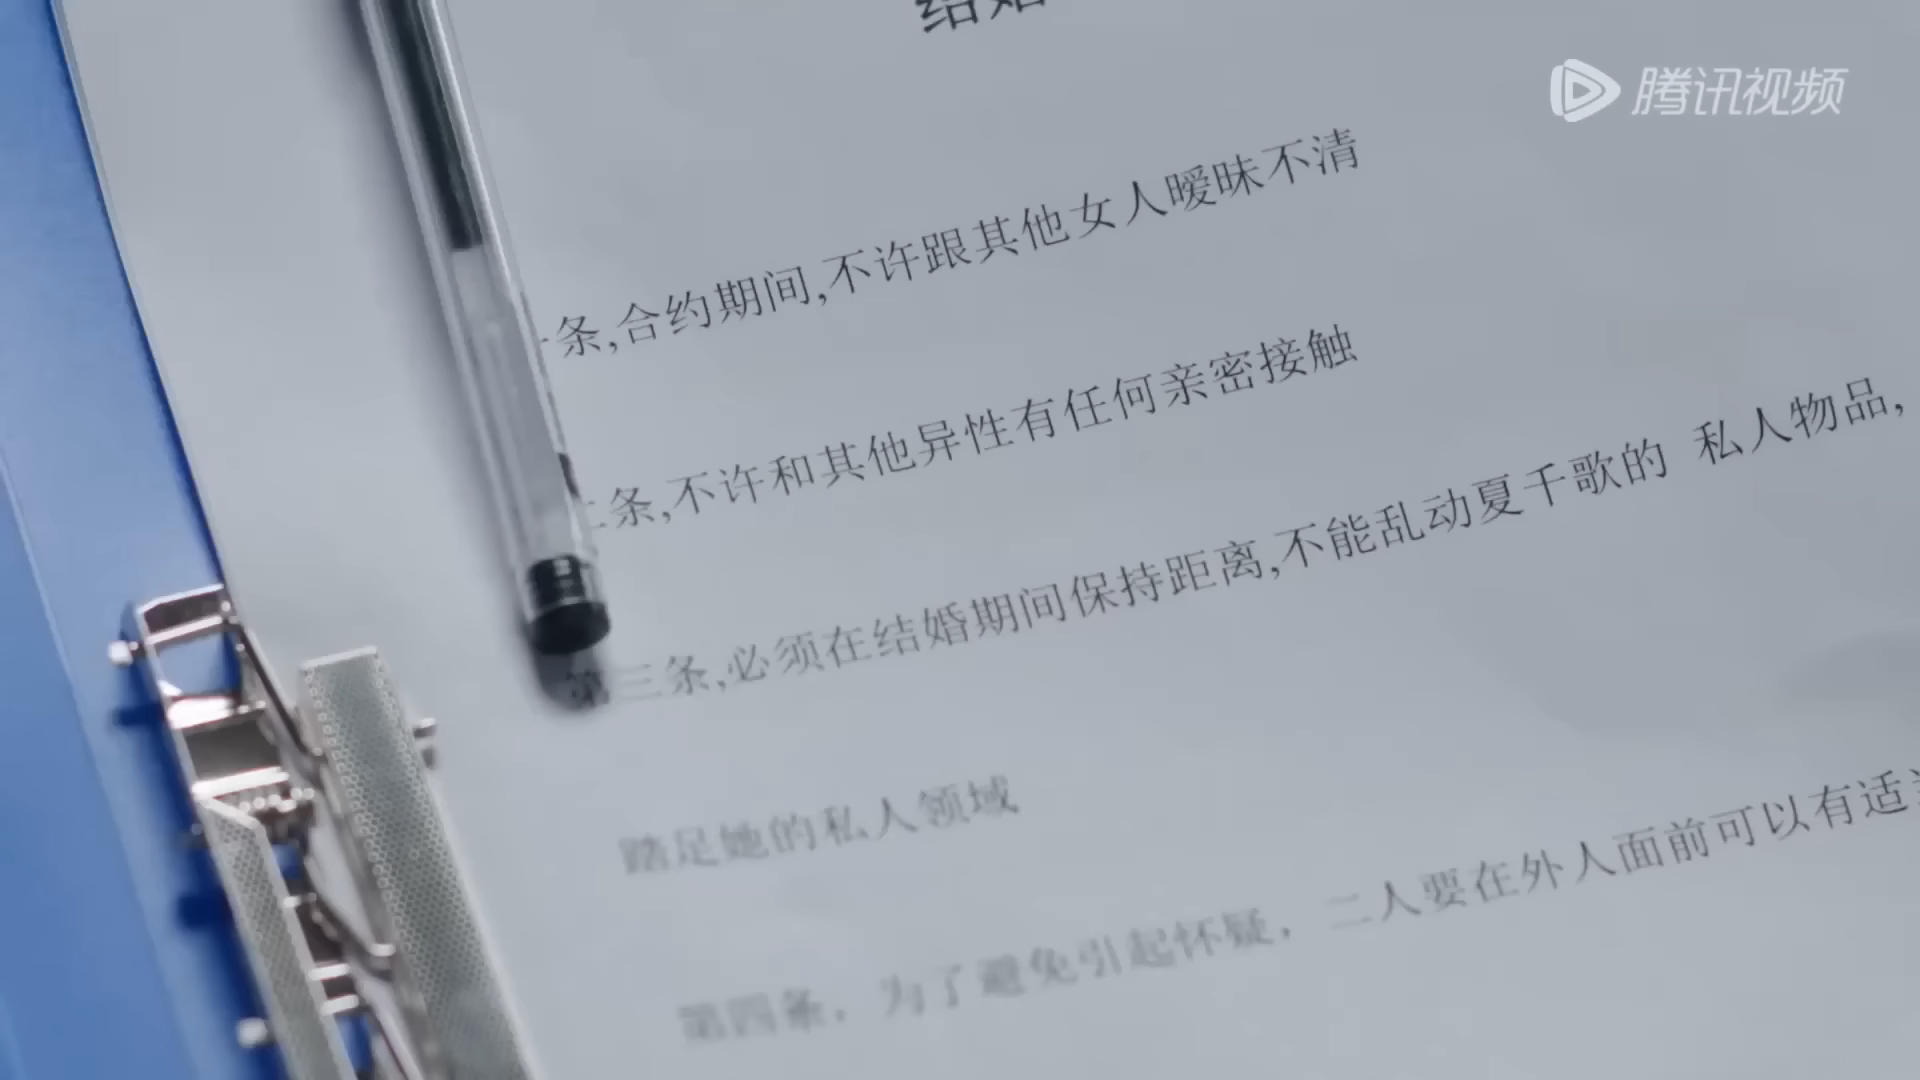 结婚
腾讯视频
条,合约期间,不许跟其他女人暧昧不清
二条,不许和其他异性有任何亲密接触
第三条,必须在结婚期间保持距离,不能乱动夏千歌的 私人物品,
踏足她的私人领域
第四条，为了避免引起怀疑，二人要在外人面前可以有适